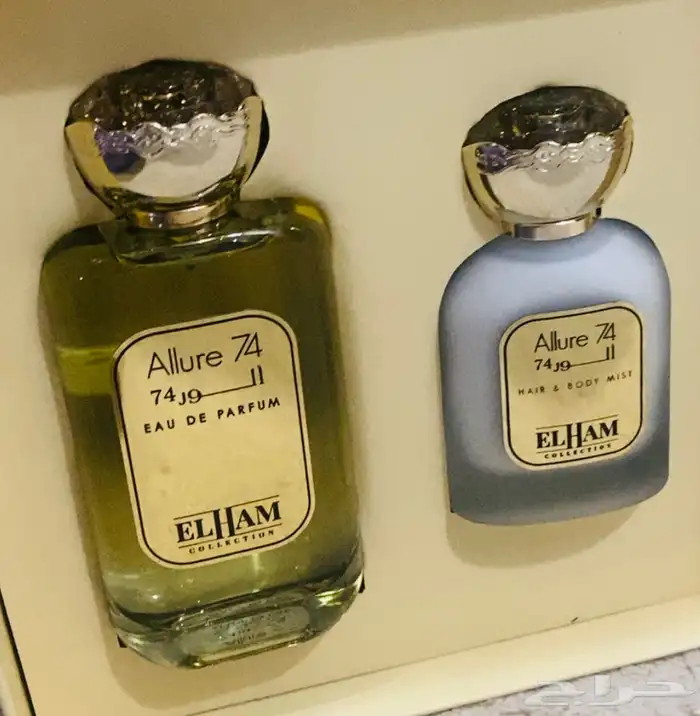 Allure 74
الور 74
EAU DE PARFUM
ELHAM
COLLECTION
Allure 74
الور 74
HAIR & BODY MIST
ELHAM
COLLECTION
حراج